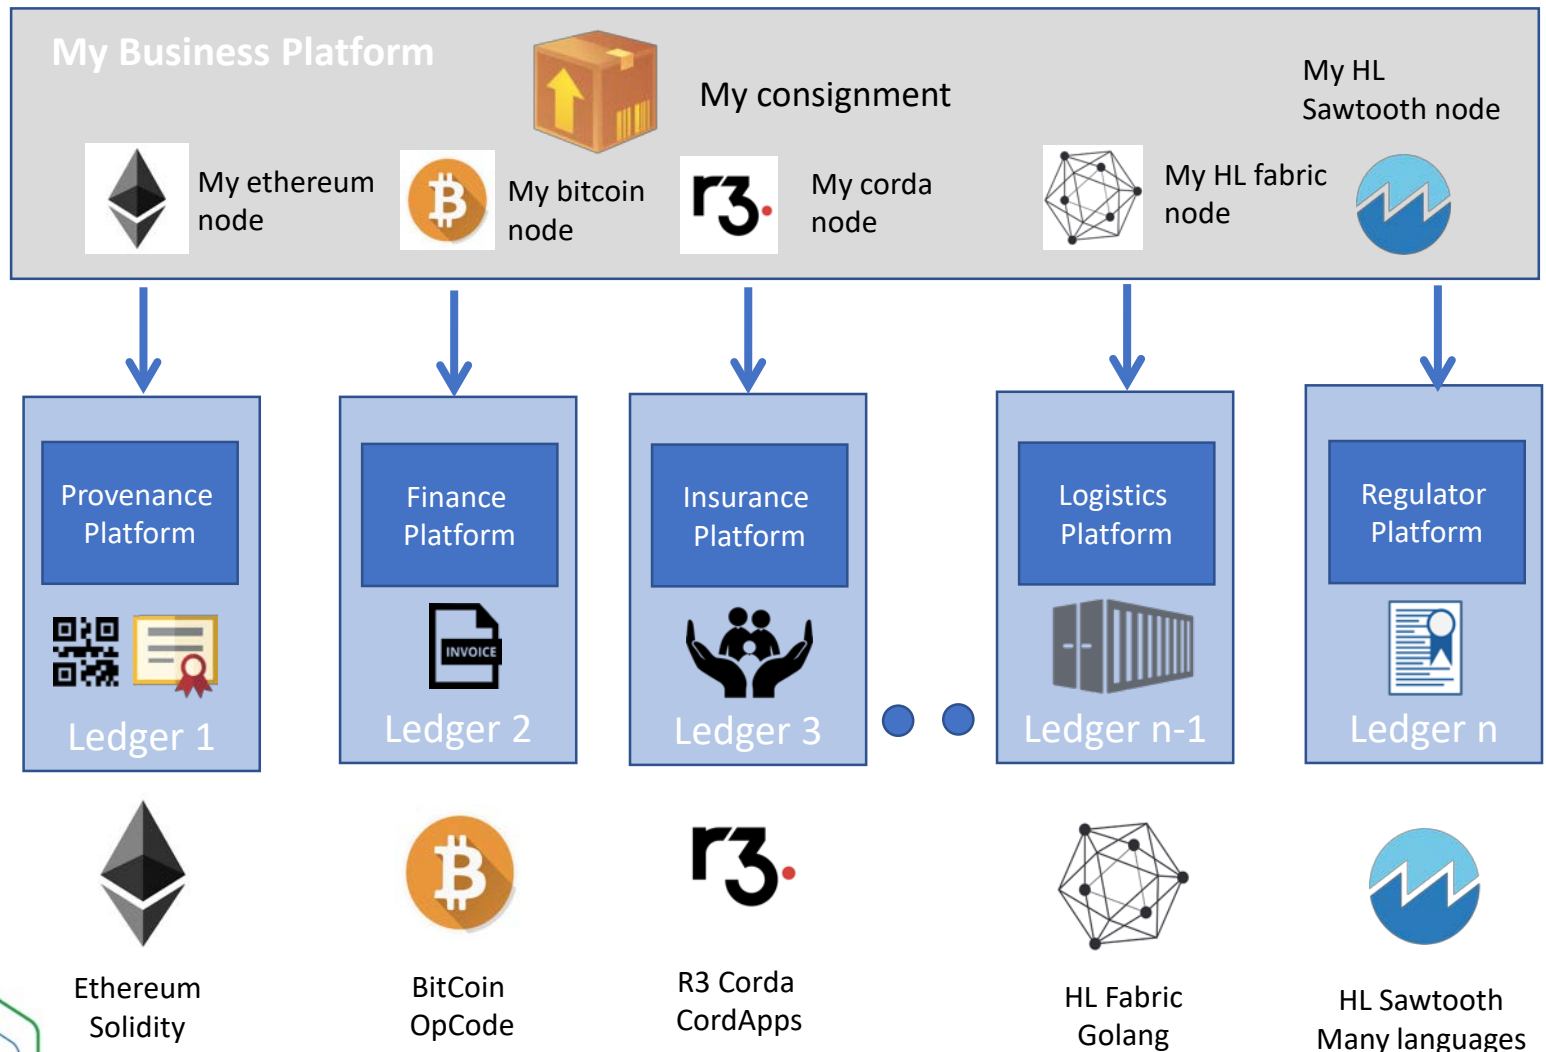 My Business Platform
My consignment
My HL
Sawtooth node
My ethereum
node
My bitcoin
node
r3.
My corda
node
My HL fabric
node
Provenance
Platform
Finance
Platform
Insurance
Platform
Logistics
Platform
Regulator
Platform
INVOICE
Ledger 1
Ledger 2
Ledger 3
Ledger n-1
Ledger n
r3.
Ethereum
Solidity
BitCoin
OpCode
R3 Corda
CordApps
HL Fabric
Golang
HL Sawtooth
Many languages